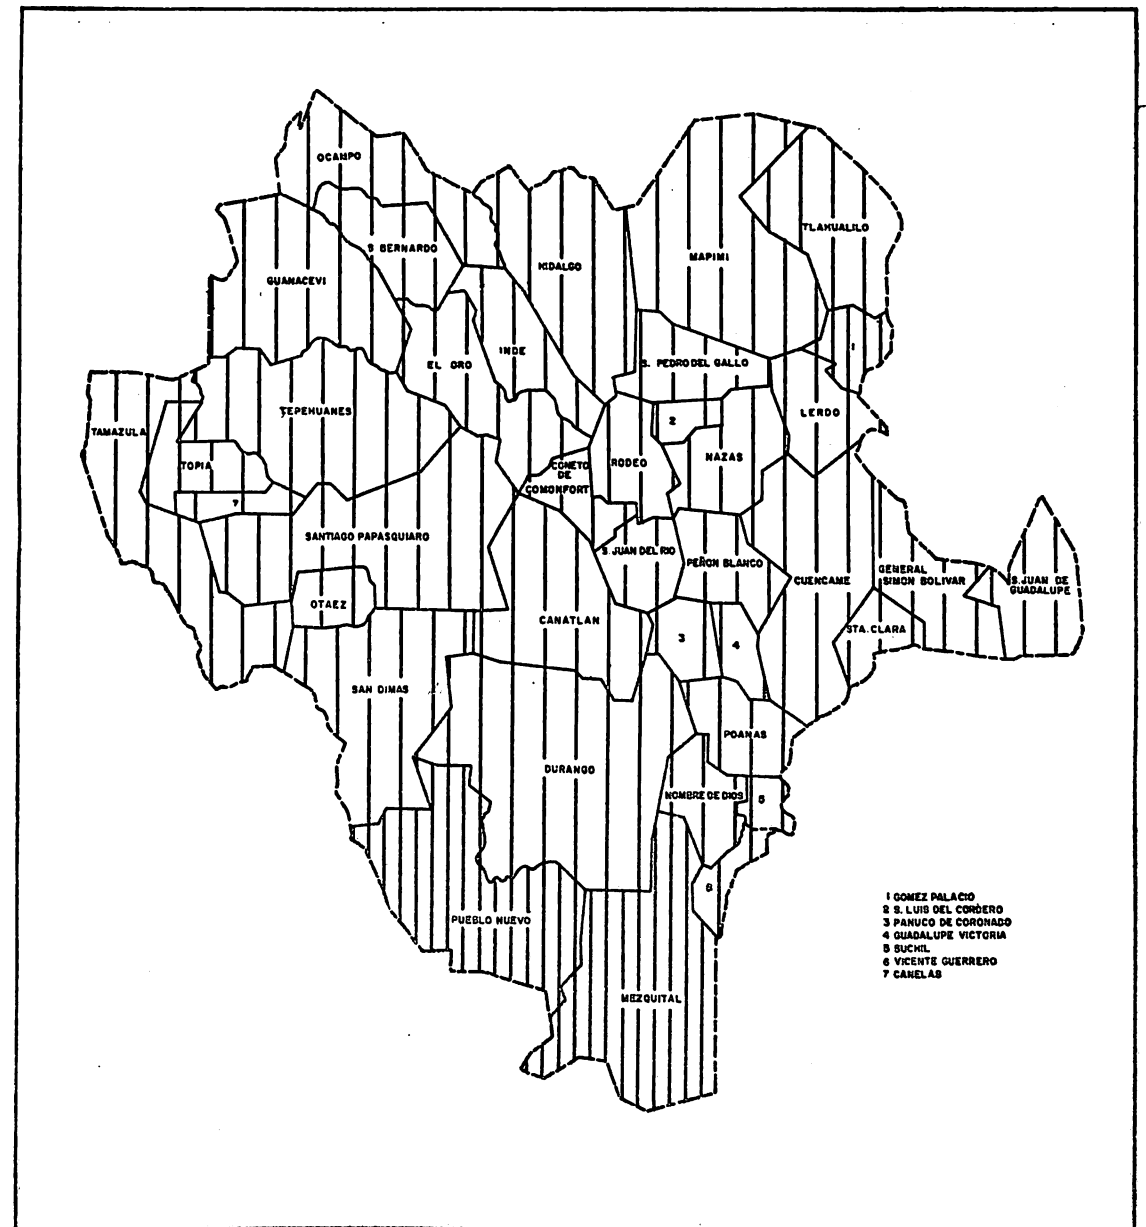 OCAMPO
TLAHUALILO
S BERNARDO
MAPIMI
HIDALGO
GUANACEVI
1
INDE
EL ORO
S. PEDRO DEL GALLO
TEPEHUANES
LERDO
2
TAMAZULA
NAZAS
RODEO
TOPIA
CONETO
DE
COMONFORT
7
SANTIAGO PAPASQUIARO
S. JUAN DEL RIO
PEÑON BLANCO
GENERAL
SIMON BOLIVAR
CUENCAME
S. JUAN DE
GUADALUPE
OTAEZ
CANATLAN
STA. CLARA
3
4
SAN DIMAS
POANAS
DURANGO
NOMBRE DE DIOS
5
6
PUEBLO NUEVO
MEZQUITAL
1 GOMEZ PALACIO
2 S. LUIS DEL CORDERO
3 PANUCO DE CORONADO
4 GUADALUPE VICTORIA
5 SUCHIL
6 VICENTE GUERRERO
7 CANELAS